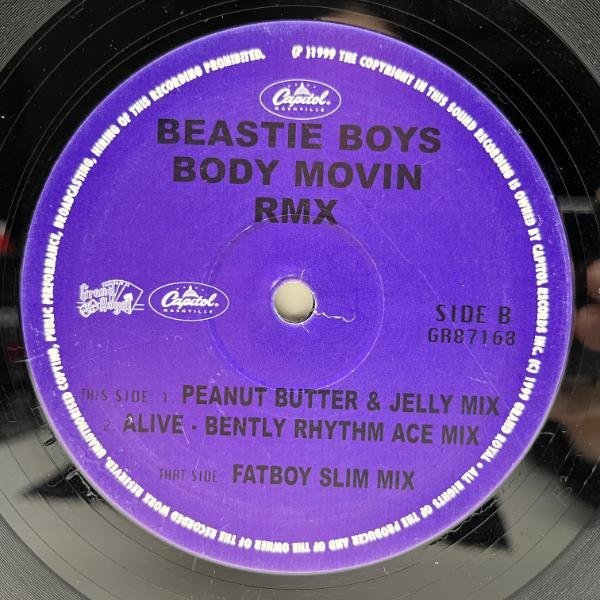 UNAUTHORISED COPYING, PUBLIC PERFORMANCE, BROADCASTING, HIRING OF THIS RECORDING PROHIBITED.
(P)1999 THE COPYRIGHT IN THIS SOUND RECORDING IS OWNED BY CAPITOL RECORDS INC. (C) 1999 GRAND ROYAL • ALL RIGHTS OF THE PRODUCER AND OF THE OWNER OF THE RECORDED WORK RESERVED.
Capitol.
NASHVILLE
BEASTIE BOYS
BODY MOVIN
RMX
Grand Royal
Capitol.
NASHVILLE
SIDE B
GR87168
THIS SIDE: 1. PEANUT BUTTER & JELLY MIX
2. ALIVE - BENTLY RHYTHM ACE MIX
THAT SIDE: FATBOY SLIM MIX